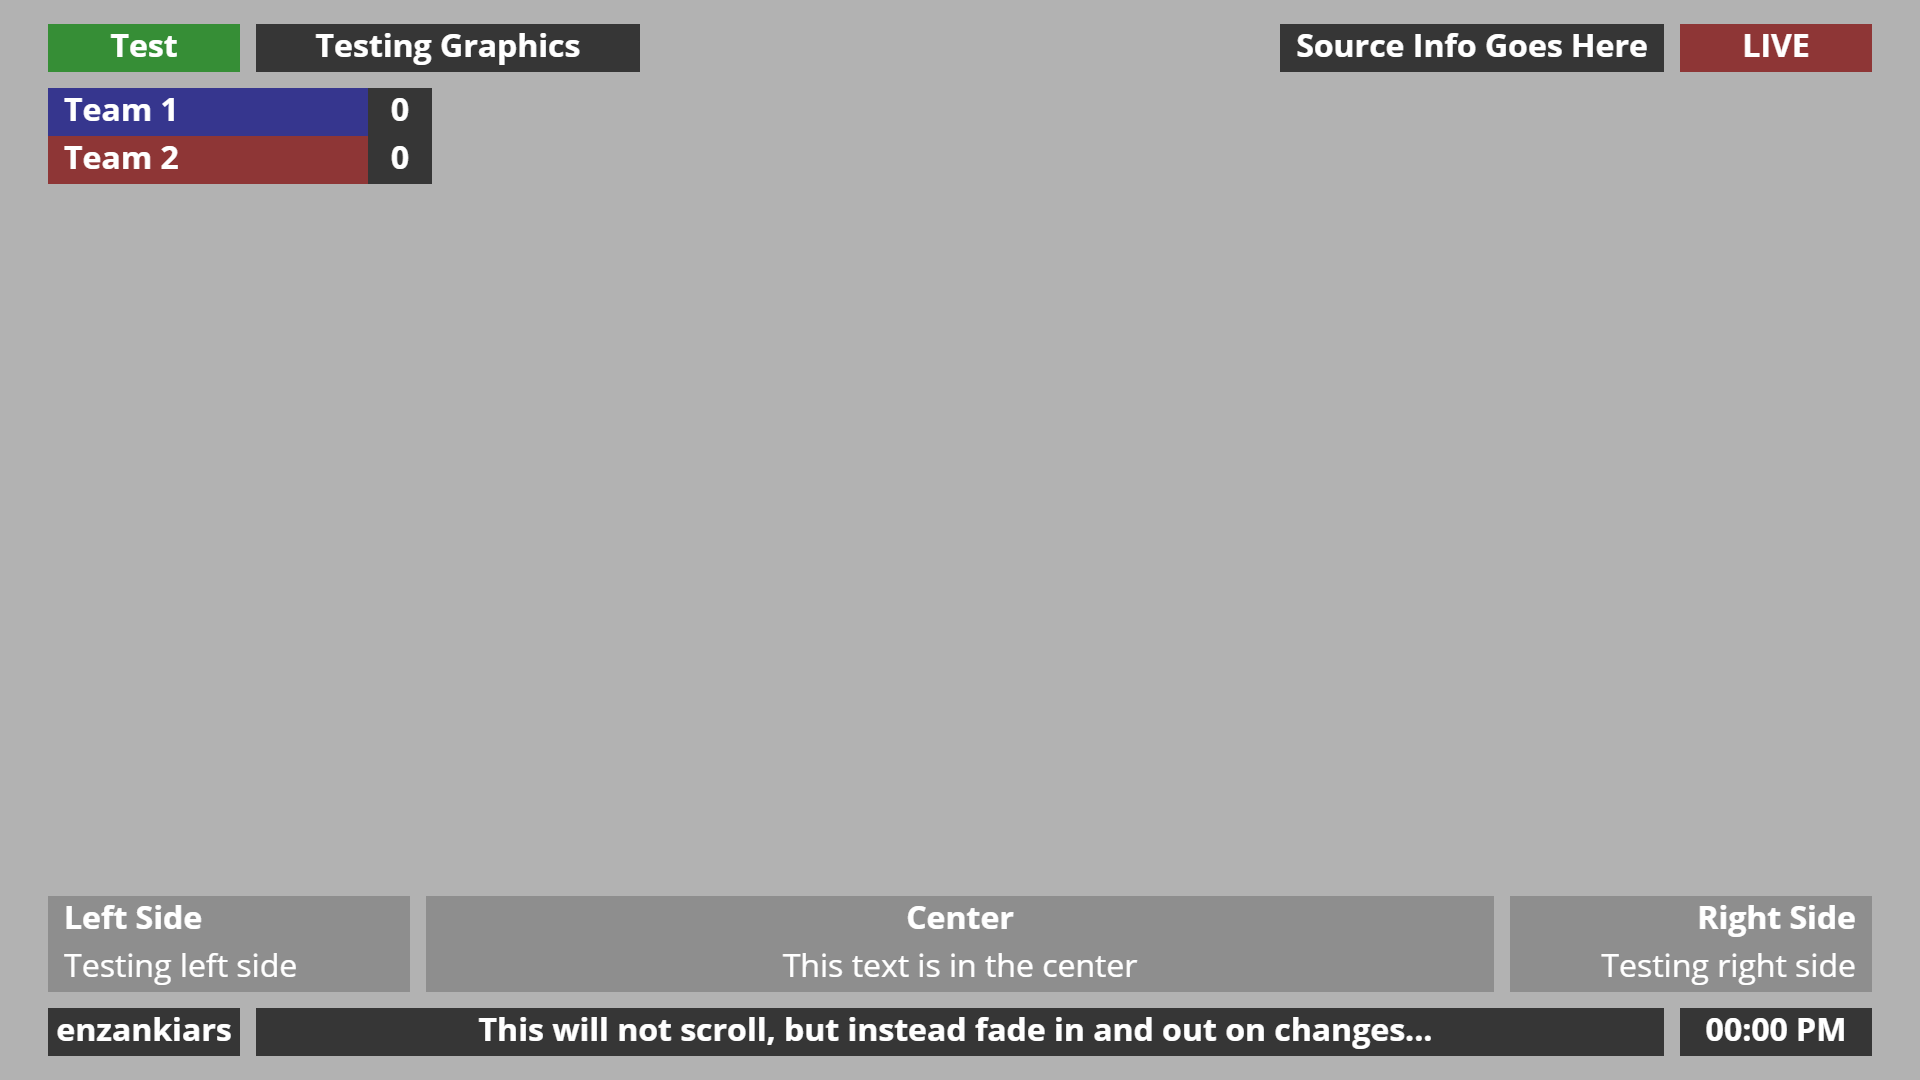 Test
Testing Graphics
Source Info Goes Here
LIVE
Team 1
0
Team 2
0
Left Side
Testing left side
Center
This text is in the center
Right Side
Testing right side
enzankiars
This will not scroll, but instead fade in and out on changes...
00:00 PM